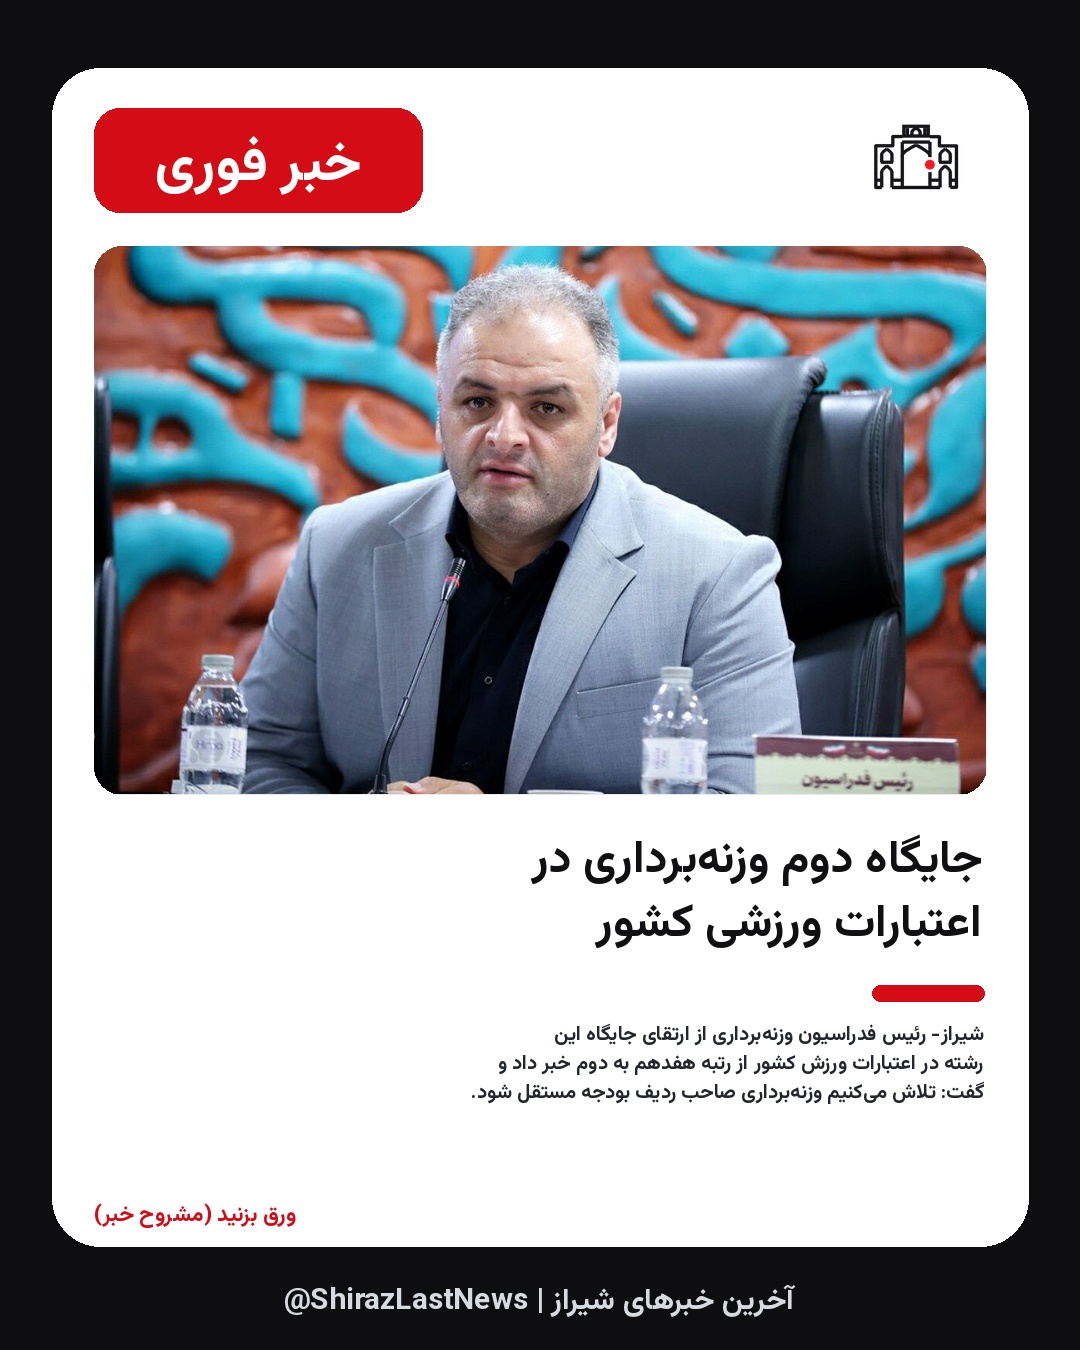 خبر فوری
رئیس فدراسیون
جایگاه دوم وزنه‌برداری در
اعتبارات ورزشی کشور
شیراز- رئیس فدراسیون وزنه‌برداری از ارتقای جایگاه این
رشته در اعتبارات ورزش کشور از رتبه هفدهم به دوم خبر داد و
گفت: تلاش می‌کنیم وزنه‌برداری صاحب ردیف بودجه مستقل شود.
ورق بزنید (مشروح خبر)
آخرین خبرهای شیراز | @ShirazLastNews